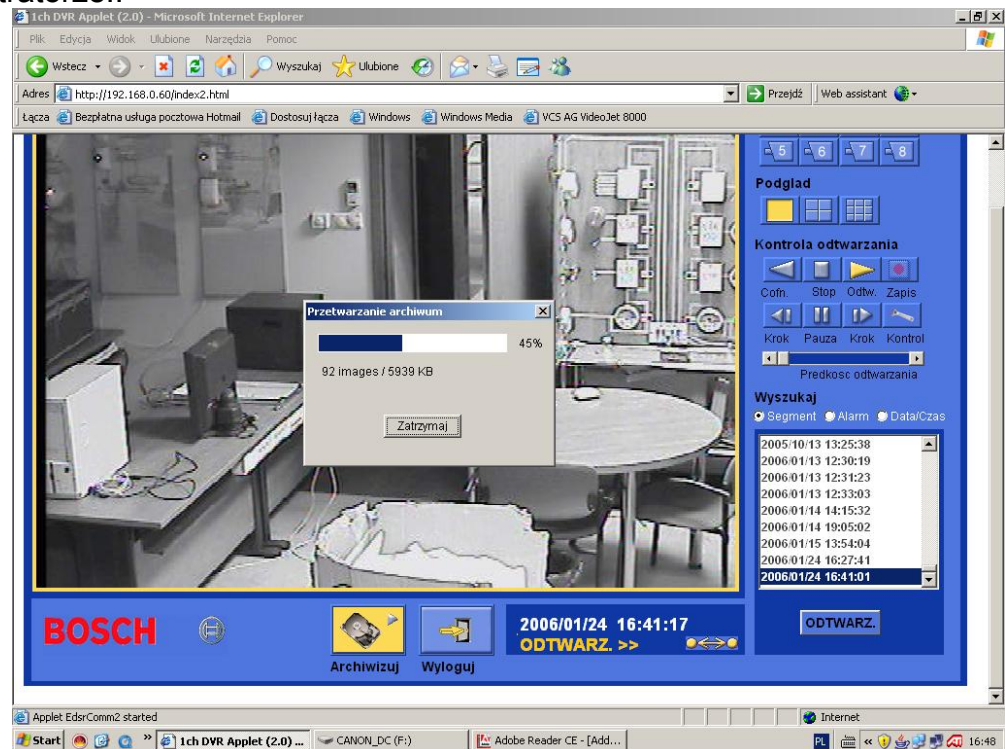 1ch DVR Applet (2.0) - Microsoft Internet Explorer
Plik Edycja Widok Ulubione Narzędzia Pomoc
Wstecz Wyszukaj Ulubione
Adres http://192.168.0.60/index2.html Przejdź Web assistant
Łącza Bezpłatna usługa pocztowa Hotmail Dostosuj łącza Windows Windows Media VCS AG VideoJet 8000
5 6 7 8
Podglad
Kontrola odtwarzania
Cofn. Stop Odtw. Zapis
Krok Pauza Krok Kontrol
Predkosc odtwarzania
Wyszukaj
Segment Alarm Data/Czas
2005/10/13 13:25:38
2006/01/13 12:30:19
2006/01/13 12:31:23
2006/01/13 12:33:03
2006/01/14 14:15:32
2006/01/14 19:05:02
2006/01/15 13:54:04
2006/01/24 16:27:41
2006/01/24 16:41:01
ODTWARZ.
Przetwarzanie archiwum
45%
92 images / 5939 KB
Zatrzymaj
BOSCH
Archiwizuj Wyloguj
2006/01/24 16:41:17
ODTWARZ. >>
Applet EdsrComm2 started Internet
Start » 1ch DVR Applet (2.0) ... CANON_DC (F:) Adobe Reader CE - [Add... PL « 16:48